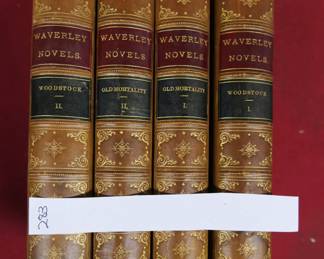 WAVERLEY
NOVELS.
WOODSTOCK
II.
WAVERLEY
NOVELS.
OLD MORTALITY
II.
WAVERLEY
NOVELS.
OLD MORTALITY
I.
WAVERLEY
NOVELS.
WOODSTOCK
I.
283